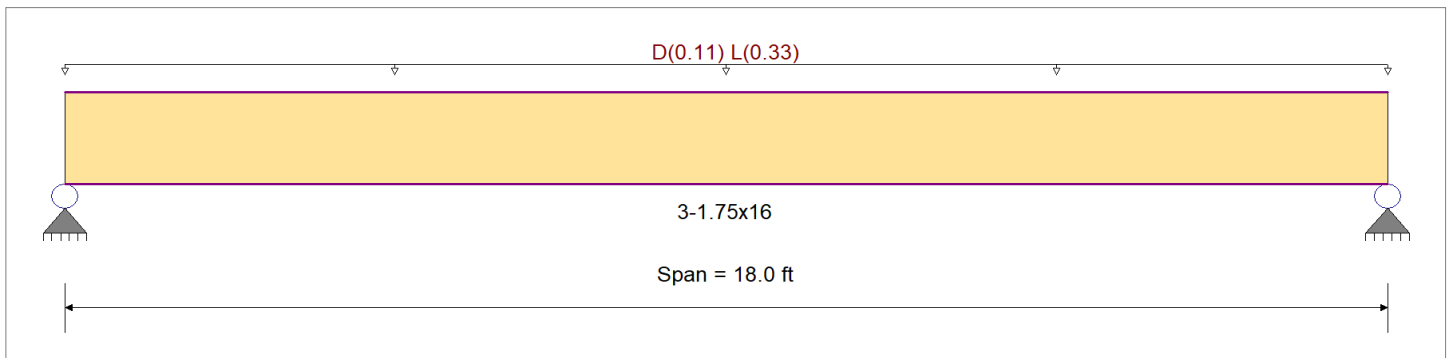 D(0.11) L(0.33)
3-1.75x16
Span = 18.0 ft